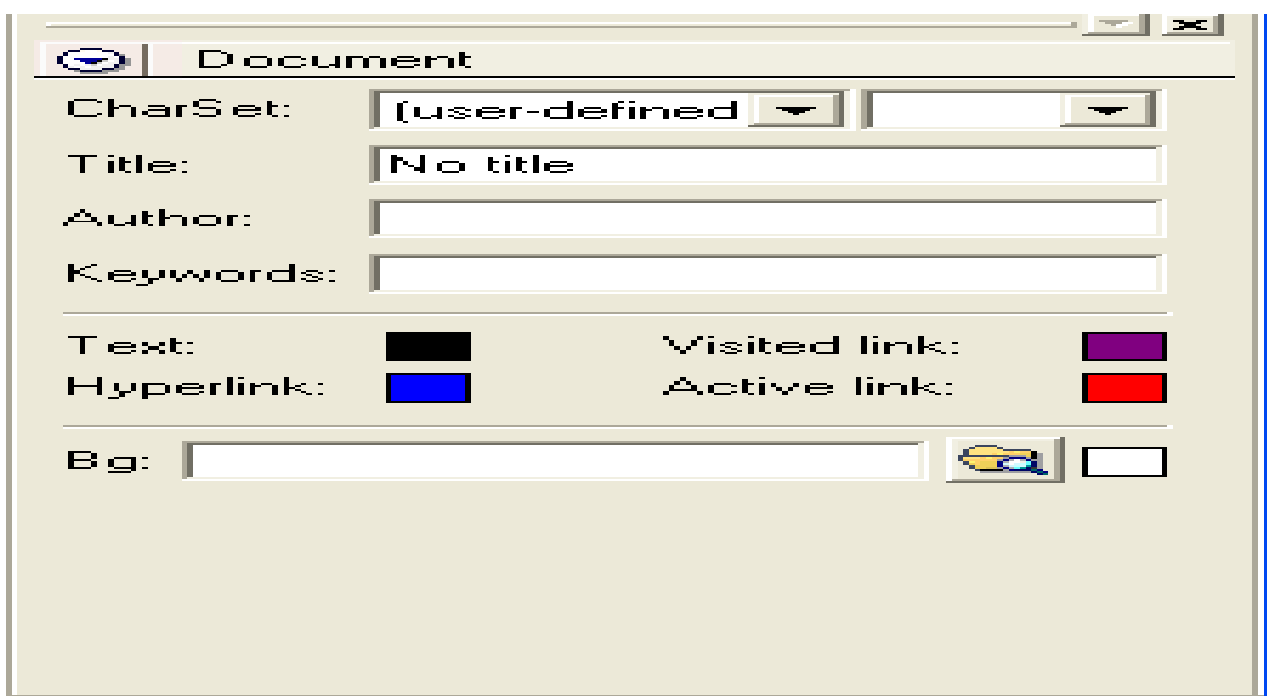 Document
CharSet: (user-defined
Title: No title
Author:
Keywords:
Text: Visited link:
Hyperlink: Active link:
Bg: